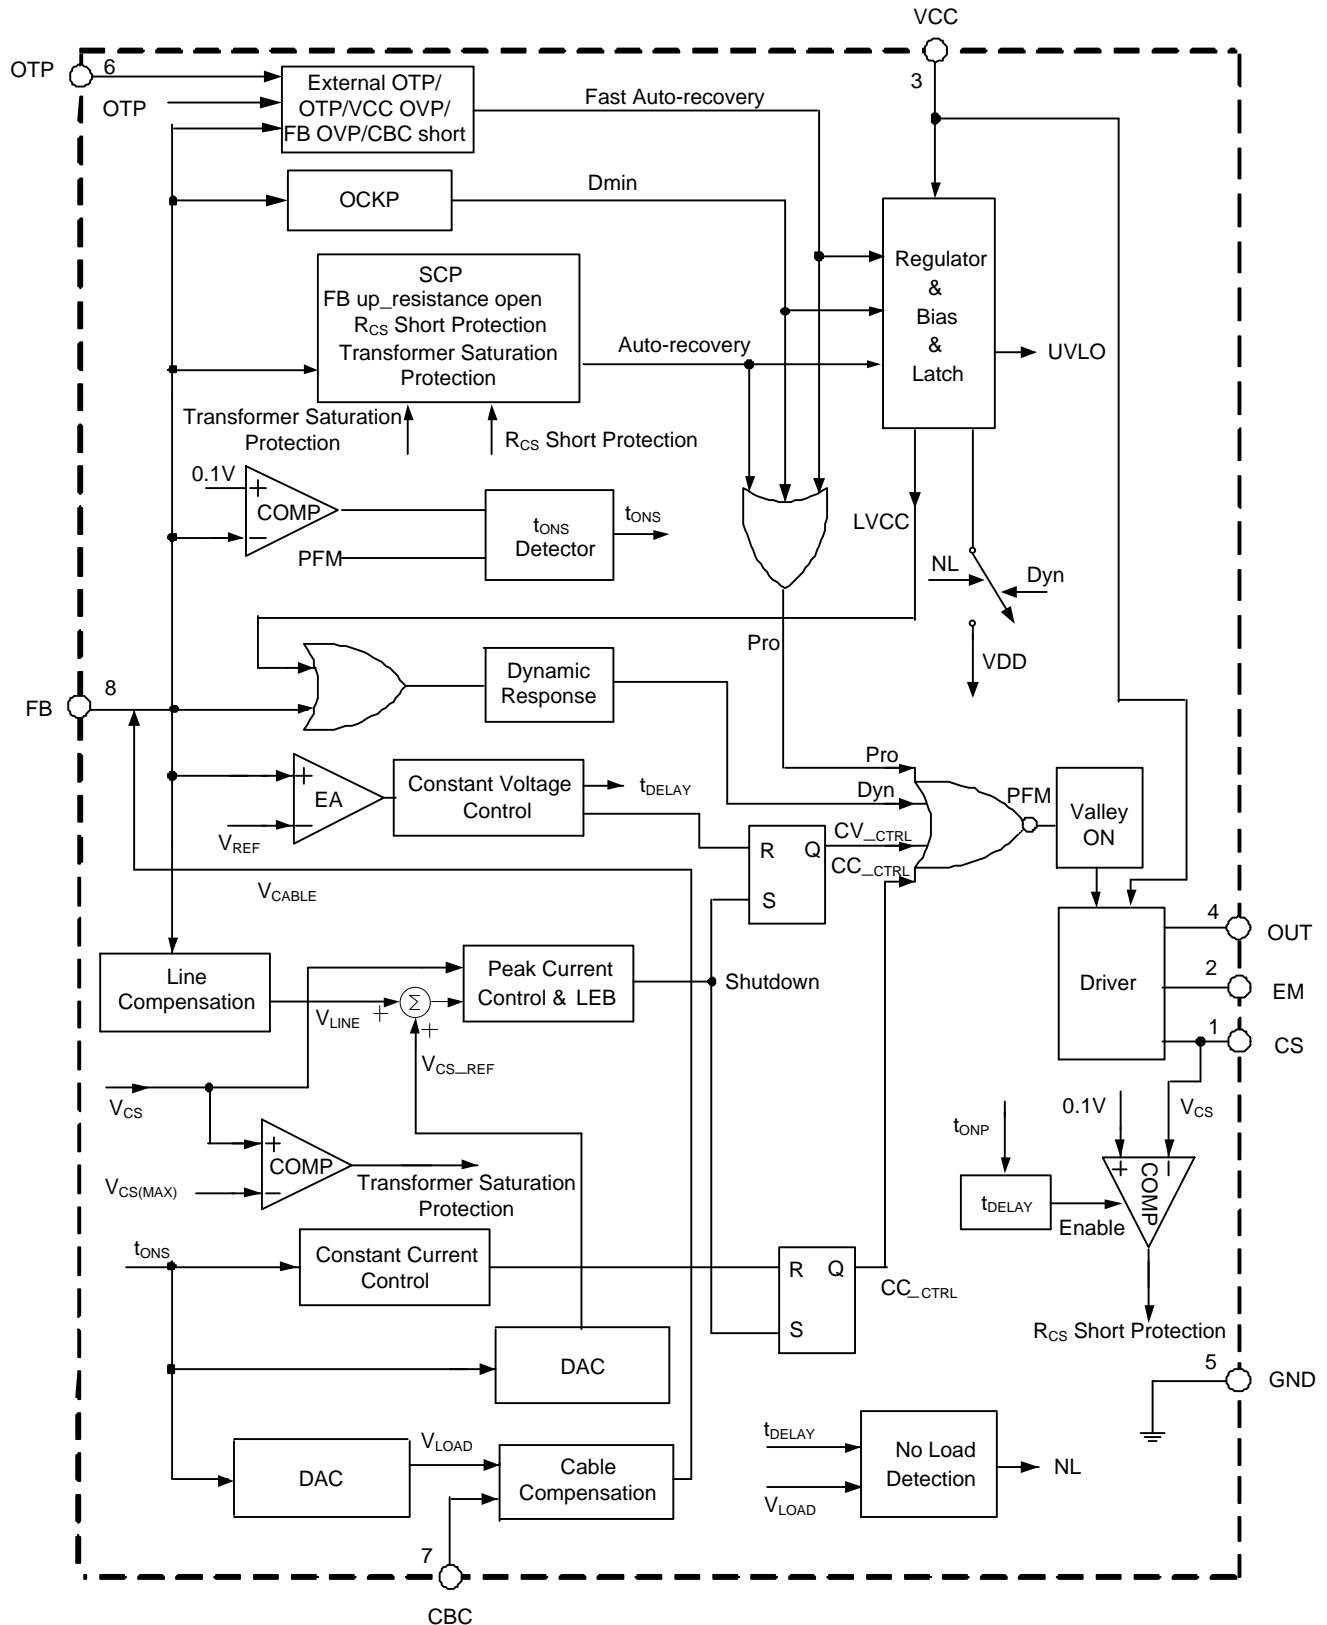 VCC
3
OTP
6
OTP
External OTP/
OTP/VCC OVP/
FB OVP/CBC short
Fast Auto-recovery
OCKP
Dmin
SCP
FB up_resistance open
RCS Short Protection
Transformer Saturation
Protection
Auto-recovery
Regulator
&
Bias
&
Latch
UVLO
Transformer Saturation
Protection
RCS Short Protection
0.1V
+
COMP
−
PFM
tONS
Detector
tONS
LVCC
NL
Dyn
VDD
Pro
FB
8
Dynamic
Response
+
EA
−
VREF
Constant Voltage
Control
tDELAY
Pro
Dyn
CV_CTRL
CC_CTRL
PFM
Valley
ON
R
Q
S
VCABLE
Line
Compensation
VLINE
+
Σ
+
VCS_REF
Peak Current
Control & LEB
Shutdown
Driver
4
OUT
2
EM
1
CS
VCS
+
COMP
−
VCS(MAX)
Transformer Saturation
Protection
tONP
0.1V
VCS
tDELAY
Enable
+
−
COMP
RCS Short Protection
tONS
Constant Current
Control
R
Q
S
CC_CTRL
DAC
5
GND
DAC
VLOAD
Cable
Compensation
tDELAY
VLOAD
No Load
Detection
NL
7
CBC